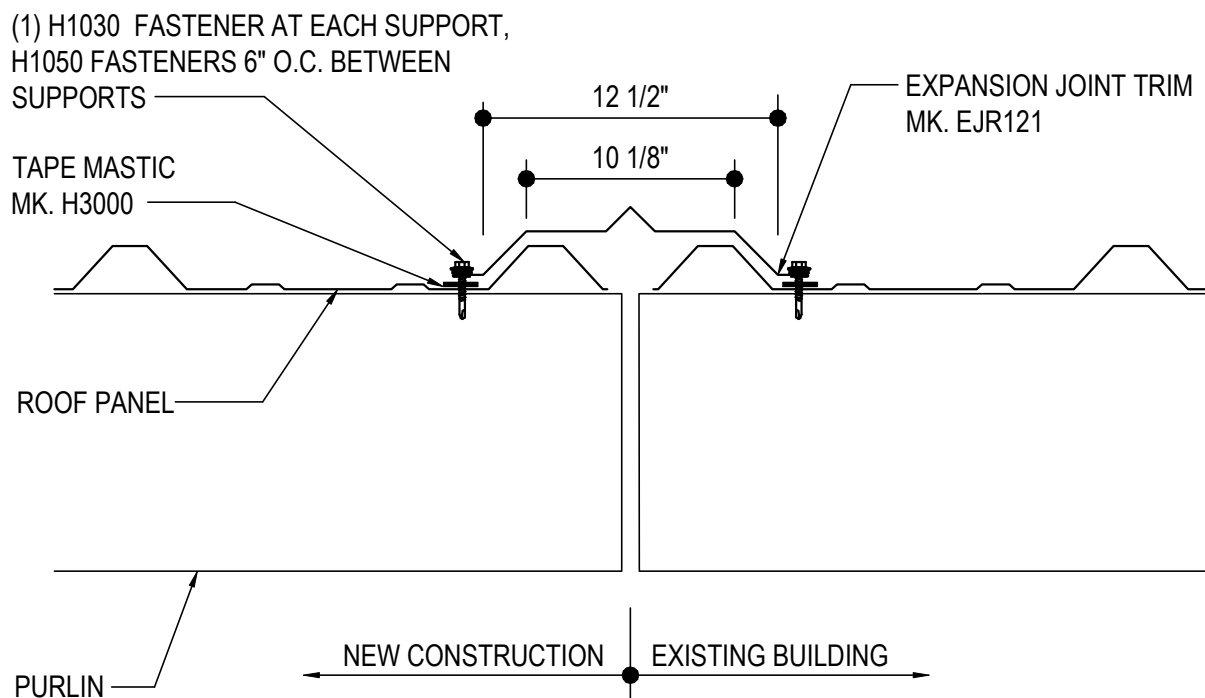 (1) H1030 FASTENER AT EACH SUPPORT,
H1050 FASTENERS 6" O.C. BETWEEN
SUPPORTS
12 1/2"
EXPANSION JOINT TRIM
MK. EJR121
10 1/8"
TAPE MASTIC
MK. H3000
ROOF PANEL
NEW CONSTRUCTION
EXISTING BUILDING
PURLIN